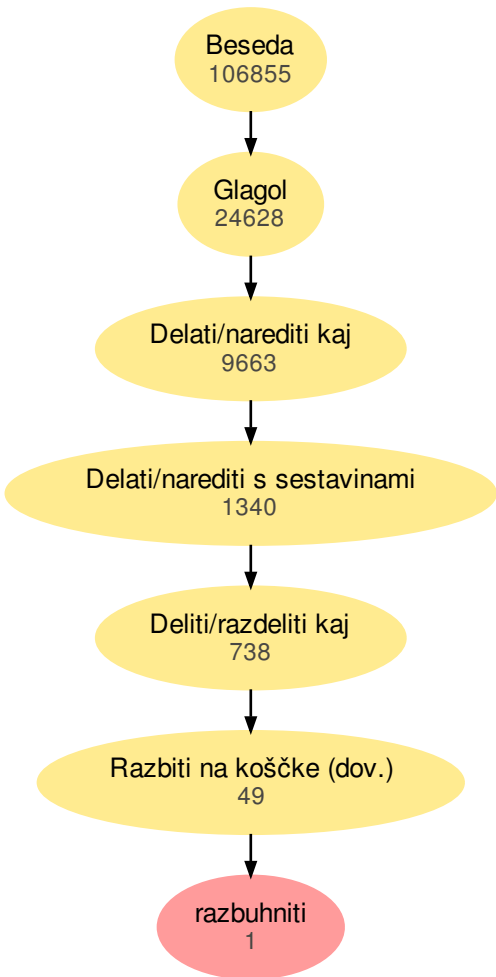 Beseda
106855
Glagol
24628
Delati/narediti kaj
9663
Delati/narediti s sestavinami
1340
Deliti/razdeliti kaj
738
Razbiti na koščke (dov.)
49
razbuhniti
1